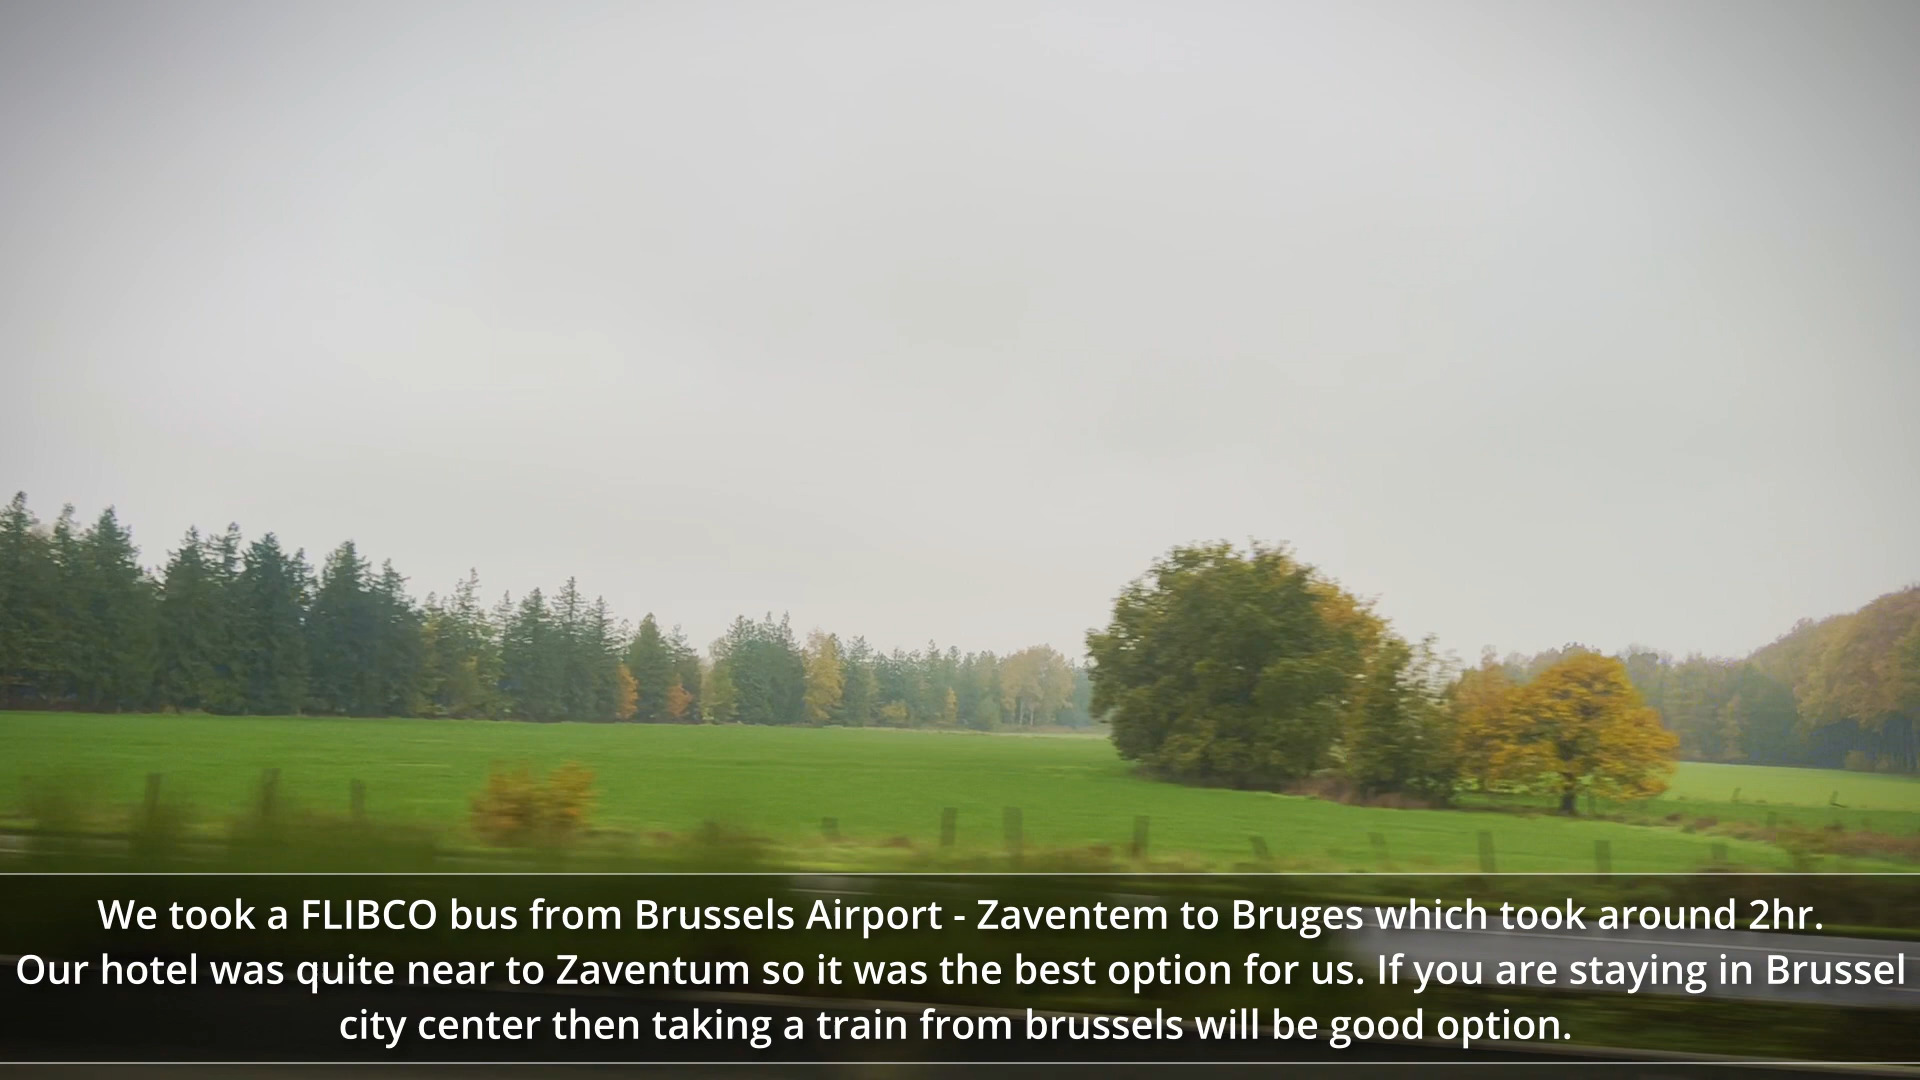 We took a FLIBCO bus from Brussels Airport - Zaventem to Bruges which took around 2hr.
Our hotel was quite near to Zaventum so it was the best option for us. If you are staying in Brussel
city center then taking a train from brussels will be good option.